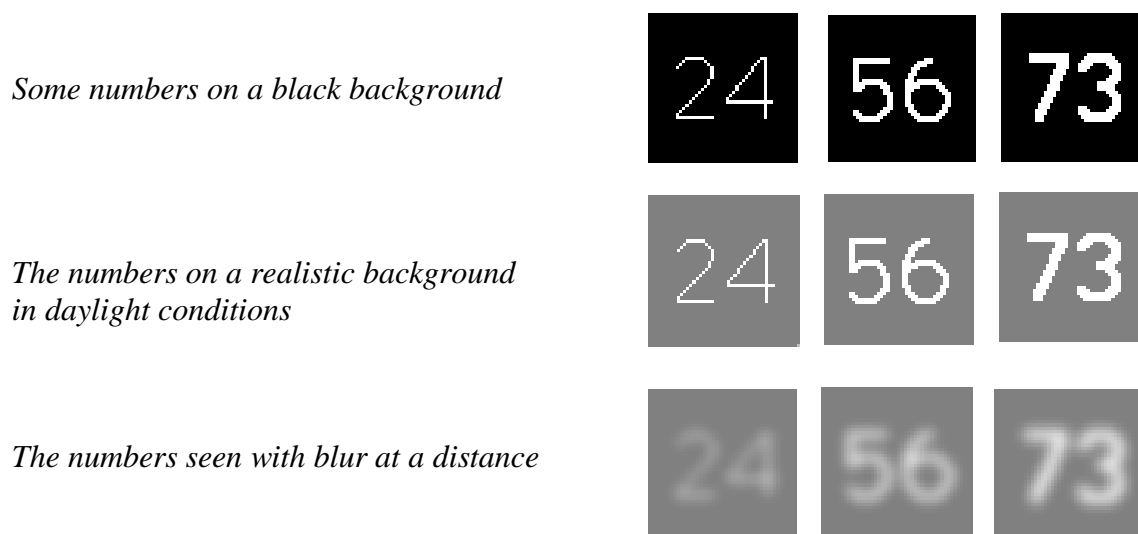 Some numbers on a black background
24 56 73
The numbers on a realistic background
in daylight conditions
24 56 73
The numbers seen with blur at a distance
24 56 73